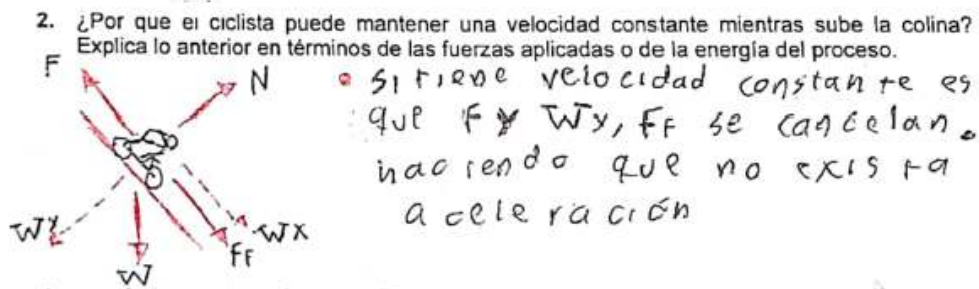 2. ¿Por que el ciclista puede mantener una velocidad constante mientras sube la colina?
Explica lo anterior en términos de las fuerzas aplicadas o de la energía del proceso.
F
N
si tiene velocidad constante es
que F y Wy, FF se cancelan.
haciendo que no exista
aceleración
Wy
Wx
FF
W